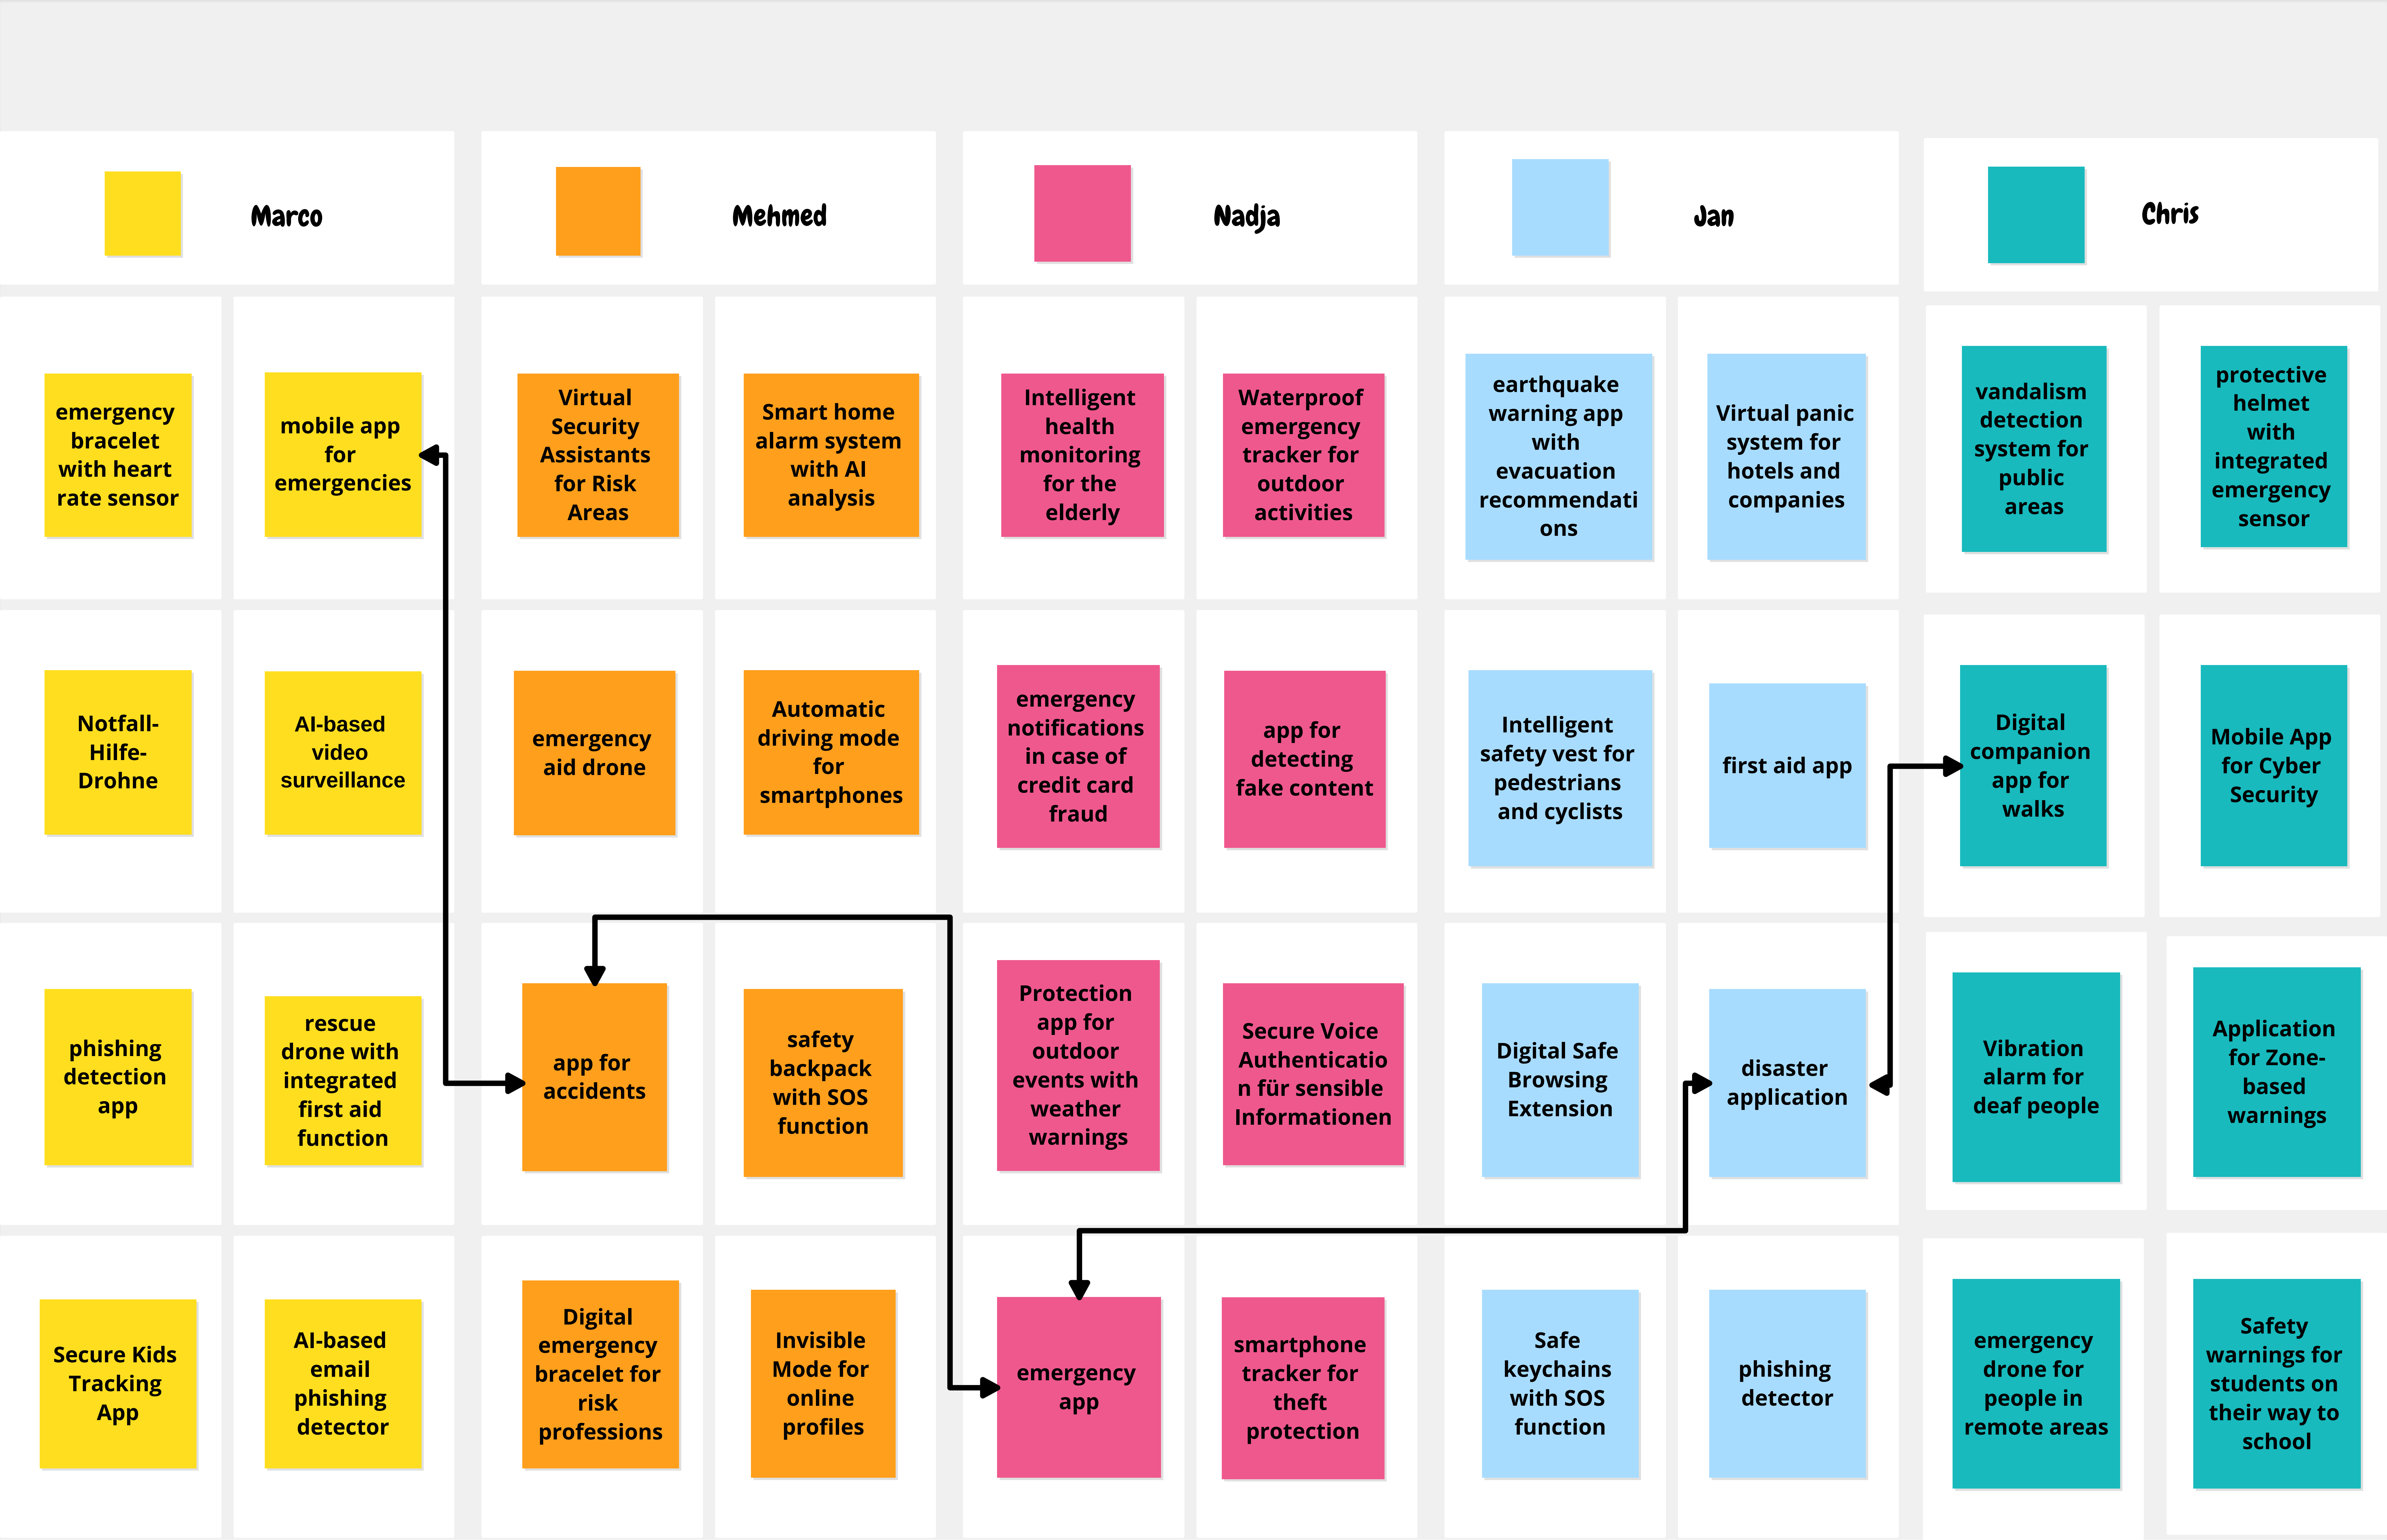 Marco
Mehmed
Nadja
Jan
Chris
emergency
bracelet
with heart
rate sensor
mobile app
for
emergencies
Virtual
Security
Assistants
for Risk
Areas
Smart home
alarm system
with AI
analysis
Intelligent
health
monitoring
for the
elderly
Waterproof
emergency
tracker for
outdoor
activities
earthquake
warning app
with
evacuation
recommendati
ons
Virtual panic
system for
hotels and
companies
vandalism
detection
system for
public
areas
protective
helmet
with
integrated
emergency
sensor
Notfall-
Hilfe-
Drohne
AI-based
video
surveillance
emergency
aid drone
Automatic
driving mode
for
smartphones
emergency
notifications
in case of
credit card
fraud
app for
detecting
fake content
Intelligent
safety vest for
pedestrians
and cyclists
first aid app
Digital
companion
app for
walks
Mobile App
for Cyber
Security
phishing
detection
app
rescue
drone with
integrated
first aid
function
app for
accidents
safety
backpack
with SOS
function
Protection
app for
outdoor
events with
weather
warnings
Secure Voice
Authenticatio
n für sensible
Informationen
Digital Safe
Browsing
Extension
disaster
application
Vibration
alarm for
deaf people
Application
for Zone-
based
warnings
Secure Kids
Tracking
App
AI-based
email
phishing
detector
Digital
emergency
bracelet for
risk
professions
Invisible
Mode for
online
profiles
emergency
app
smartphone
tracker for
theft
protection
Safe
keychains
with SOS
function
phishing
detector
emergency
drone for
people in
remote areas
Safety
warnings for
students on
their way to
school